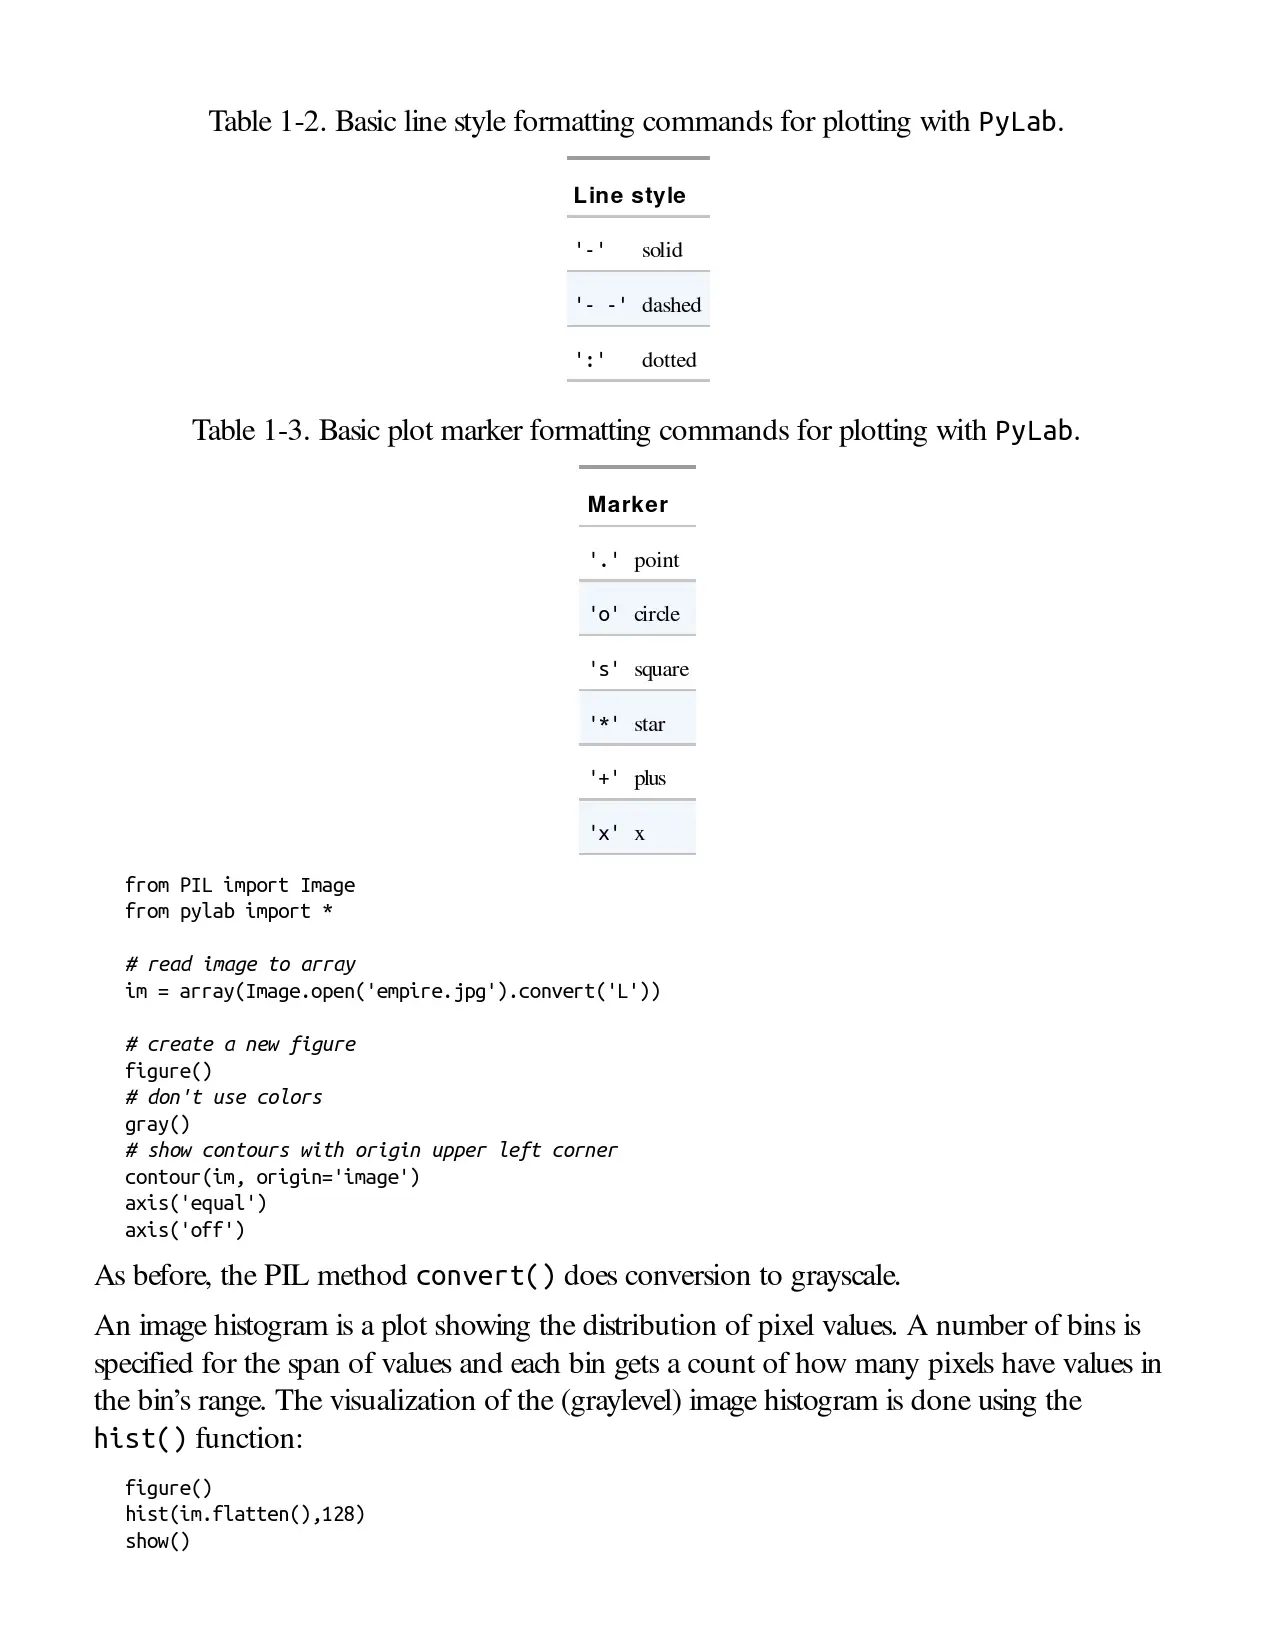 Table 1-2. Basic line style formatting commands for plotting with PyLab.
Line style
'-' solid
'- -' dashed
':' dotted
Table 1-3. Basic plot marker formatting commands for plotting with PyLab.
Marker
'.' point
'o' circle
's' square
'*' star
'+' plus
'x' x
from PIL import Image
from pylab import *
# read image to array
im = array(Image.open('empire.jpg').convert('L'))
# create a new figure
figure()
# don't use colors
gray()
# show contours with origin upper left corner
contour(im, origin='image')
axis('equal')
axis('off')
As before, the PIL method convert() does conversion to grayscale.
An image histogram is a plot showing the distribution of pixel values. A number of bins is
specified for the span of values and each bin gets a count of how many pixels have values in
the bin’s range. The visualization of the (graylevel) image histogram is done using the
hist() function:
figure()
hist(im.flatten(),128)
show()